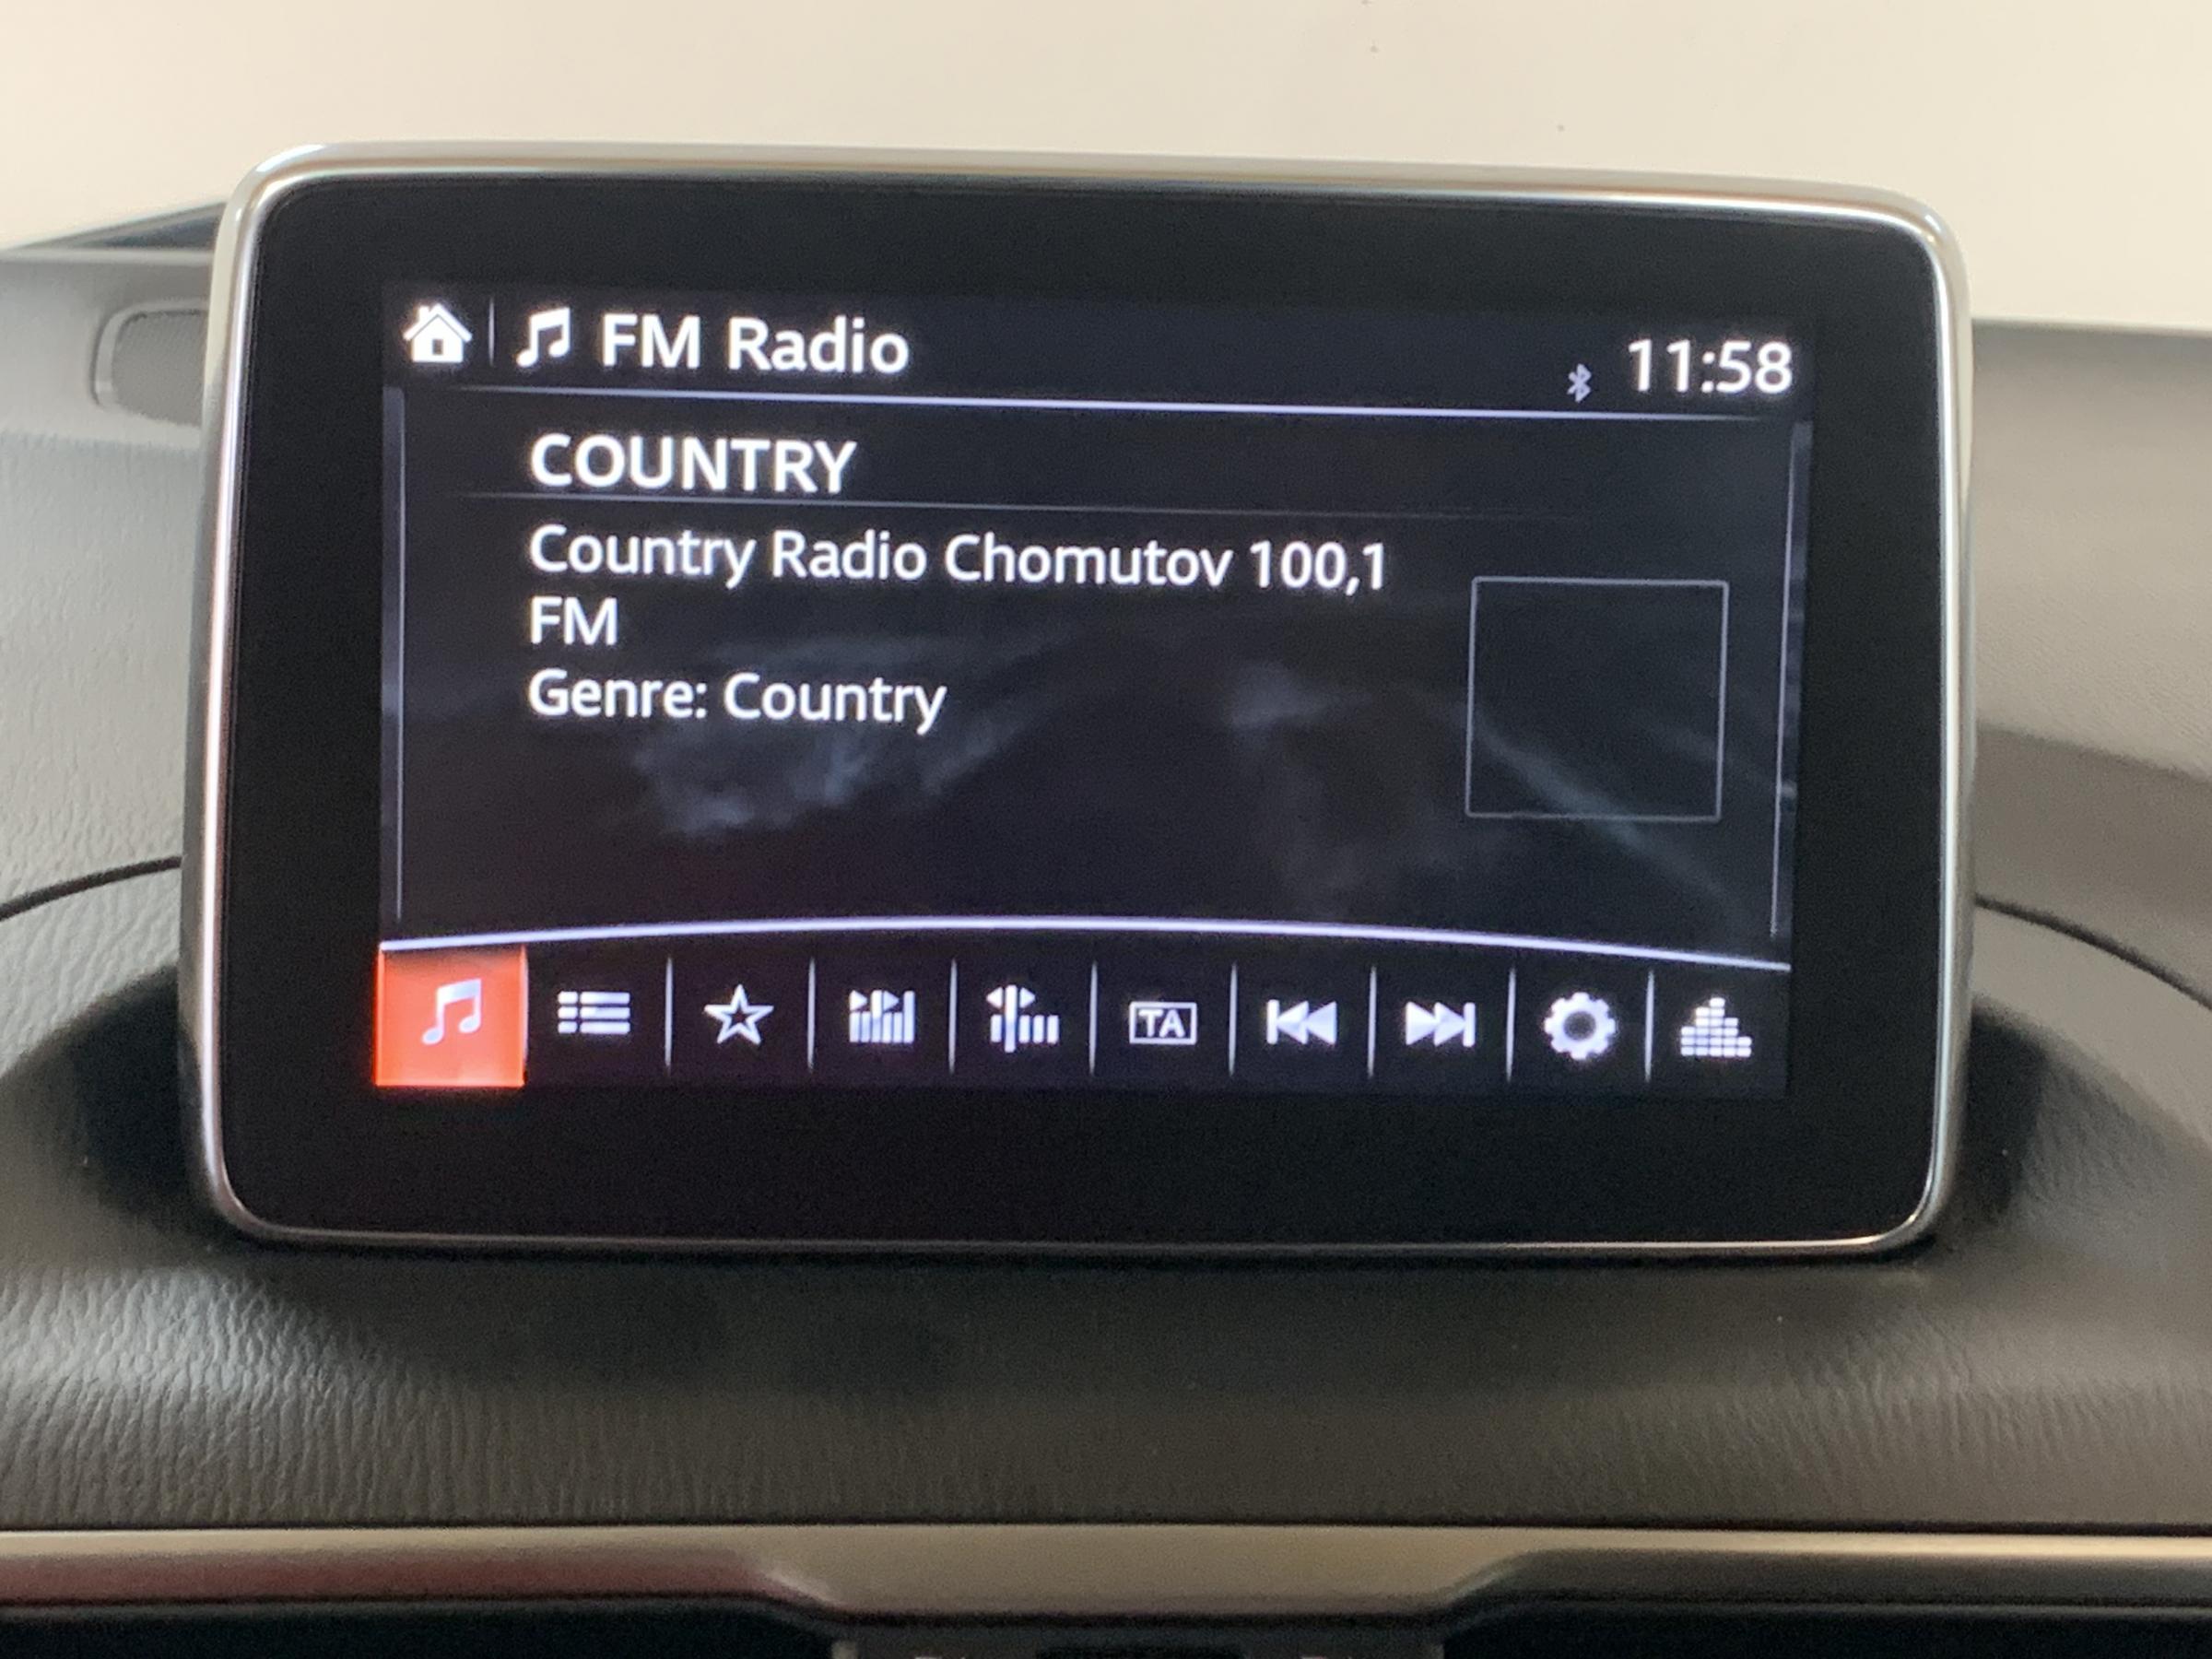 FM Radio
11:58
COUNTRY
Country Radio Chomutov 100,1
FM
Genre: Country
TA